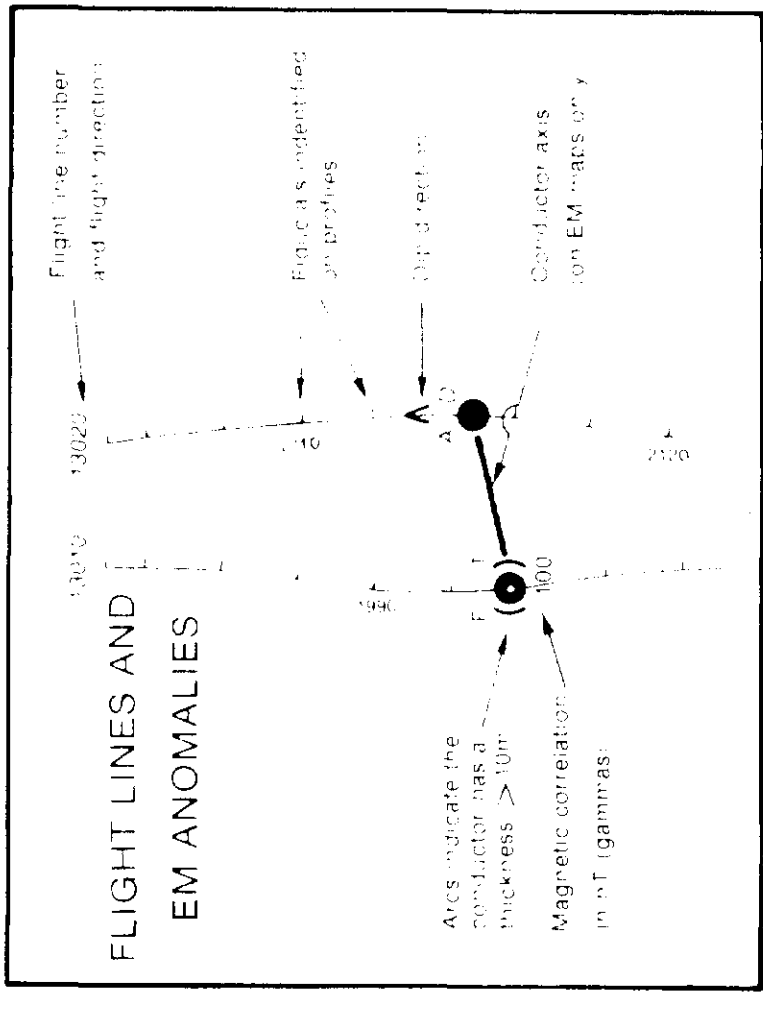 FLIGHT LINES AND
EM ANOMALIES
Flight line number
and flight direction
13010
13020
Fiducials indentified
on profiles
Dip direction
Conductor axis
(on EM maps only
1990
2120
F
T
A
D
100
Arcs indicate the
conductor has a
thickness > 10m
Magnetic correlation
in nT (gammas)